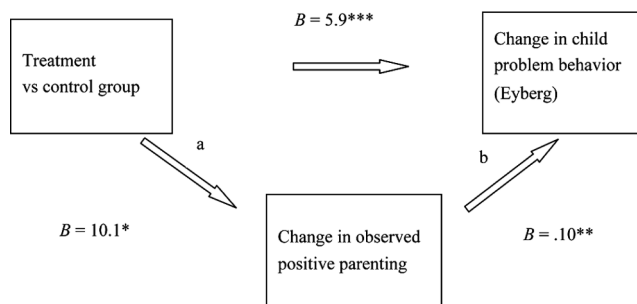 B = 5.9***
Treatment
vs control group
Change in child
problem behavior
(Eyberg)
a
b
B = 10.1*
Change in observed
positive parenting
B = .10**